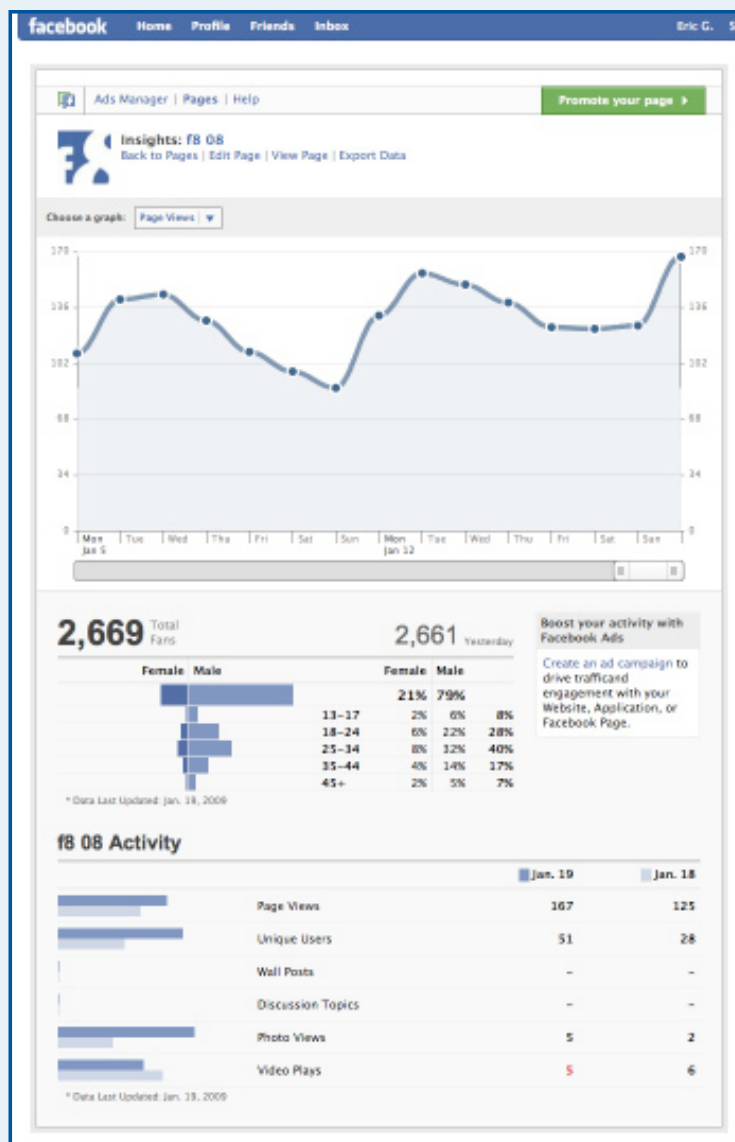 facebook Home Profile Friends Inbox Eric G. S
Ads Manager | Pages | Help
Promote your page
Insights: f8 08
Back to Pages | Edit Page | View Page | Export Data
Choose a graph: Page Views
170 170
136 136
102 102
68 68
34 34
0 0
Mon Tue Wed Thu Fri Sat Sun Mon Tue Wed Thu Fri Sat Sun
Jan 5 Jan 12
2,669 Total Fans 2,661 Yesterday
Boost your activity with
Facebook Ads
Create an ad campaign to
drive trafficand
engagement with your
Website, Application, or
Facebook Page.
Female Male Female Male
21% 79%
13-17 2% 6% 8%
18-24 6% 22% 28%
25-34 8% 32% 40%
35-44 4% 14% 17%
45+ 2% 5% 7%
* Data Last Updated: Jan. 19, 2009
f8 08 Activity
Jan. 19 Jan. 18
Page Views 167 125
Unique Users 51 28
Wall Posts - -
Discussion Topics - -
Photo Views 5 2
Video Plays 5 6
* Data Last Updated: Jan. 19, 2009